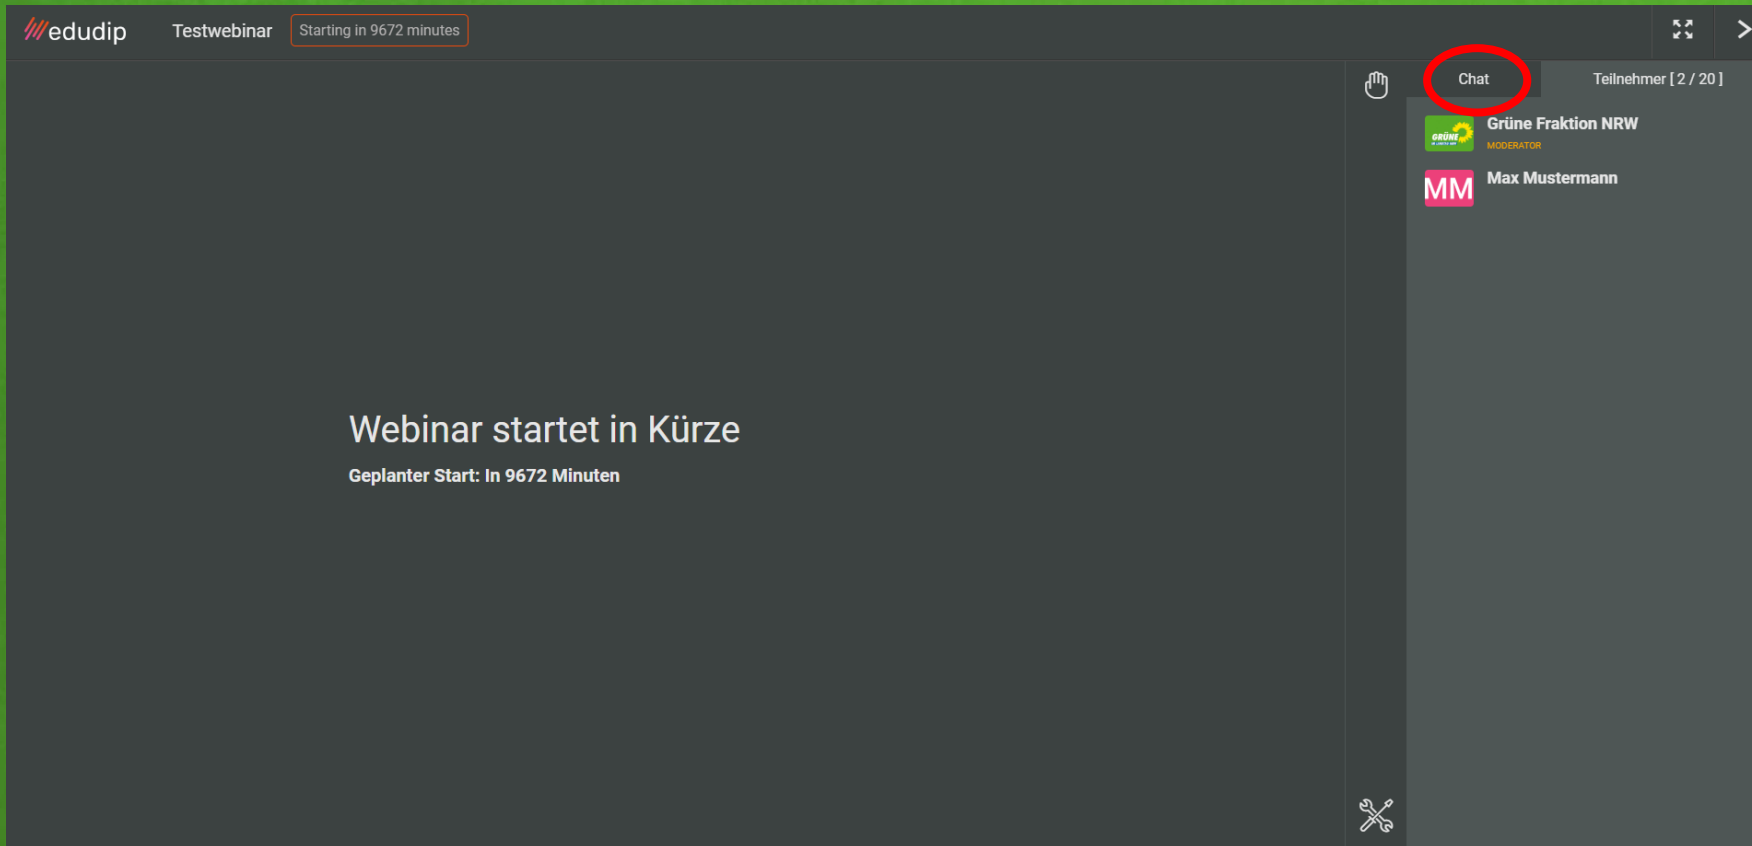 edudip Testwebinar Starting in 9672 minutes
Chat Teilnehmer [ 2 / 20 ]
GRÜNE
Grüne Fraktion NRW
MODERATOR
MM Max Mustermann
Webinar startet in Kürze
Geplanter Start: In 9672 Minuten